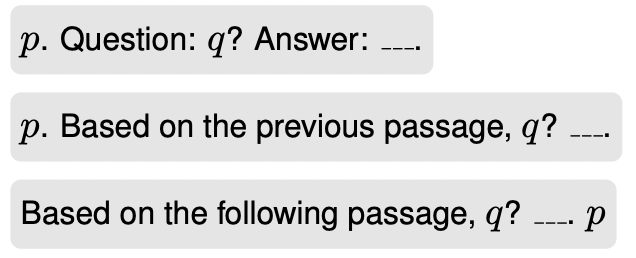 p. Question: q? Answer: ___.
p. Based on the previous passage, q? ___.
Based on the following passage, q? ___. p